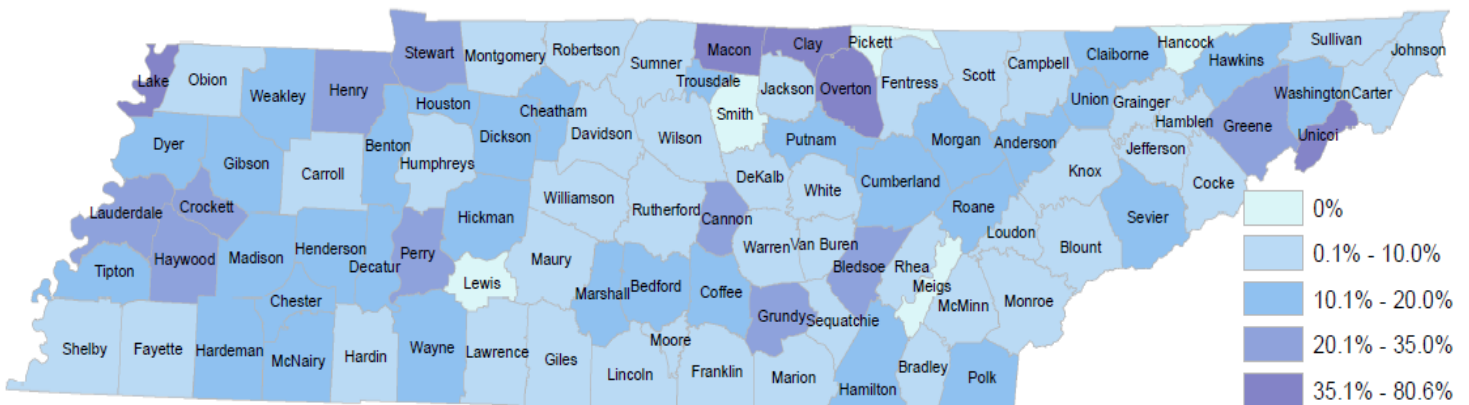 Stewart
Montgomery
Robertson
Sumner
Macon
Clay
Pickett
Fentress
Scott
Campbell
Claiborne
Hancock
Hawkins
Sullivan
Johnson
Lake
Obion
Weakley
Henry
Houston
Cheatham
Trousdale
Smith
Jackson
Overton
Union
Grainger
Hamblen
Greene
Washington
Carter
Unicoi
Dyer
Gibson
Carroll
Benton
Humphreys
Dickson
Davidson
Wilson
Putnam
Morgan
Anderson
Knox
Jefferson
Cocke
Lauderdale
Crockett
Hickman
Williamson
Rutherford
DeKalb
Cannon
White
Cumberland
Roane
Loudon
Blount
Sevier
Tipton
Haywood
Madison
Henderson
Decatur
Perry
Lewis
Maury
Warren
Van Buren
Bledsoe
Rhea
Meigs
McMinn
Monroe
Chester
Marshall
Bedford
Coffee
Grundy
Sequatchie
Shelby
Fayette
Hardeman
McNairy
Hardin
Wayne
Lawrence
Giles
Lincoln
Moore
Franklin
Marion
Hamilton
Bradley
Polk
0%
0.1% - 10.0%
10.1% - 20.0%
20.1% - 35.0%
35.1% - 80.6%